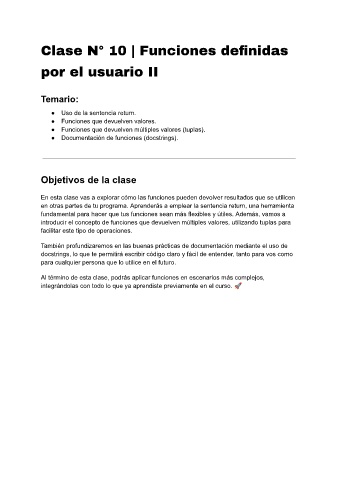 Clase N° 10 | Funciones definidas
por el usuario II
Temario:
● Uso de la sentencia return.
● Funciones que devuelven valores.
● Funciones que devuelven múltiples valores (tuplas).
● Documentación de funciones (docstrings).
Objetivos de la clase
En esta clase vas a explorar cómo las funciones pueden devolver resultados que se utilicen
en otras partes de tu programa. Aprenderás a emplear la sentencia return, una herramienta
fundamental para hacer que tus funciones sean más flexibles y útiles. Además, vamos a
introducir el concepto de funciones que devuelven múltiples valores, utilizando tuplas para
facilitar este tipo de operaciones.
También profundizaremos en las buenas prácticas de documentación mediante el uso de
docstrings, lo que te permitirá escribir código claro y fácil de entender, tanto para vos como
para cualquier persona que lo utilice en el futuro.
Al término de esta clase, podrás aplicar funciones en escenarios más complejos,
integrándolas con todo lo que ya aprendiste previamente en el curso. 🚀